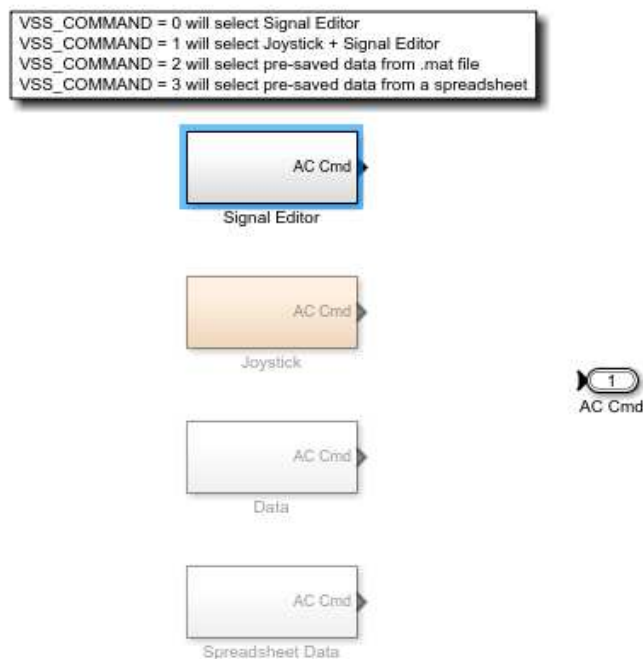 VSS_COMMAND = 0 will select Signal Editor
VSS_COMMAND = 1 will select Joystick + Signal Editor
VSS_COMMAND = 2 will select pre-saved data from .mat file
VSS_COMMAND = 3 will select pre-saved data from a spreadsheet
AC Cmd
Signal Editor
AC Cmd
Joystick
1
AC Cmd
AC Cmd
Data
AC Cmd
Spreadsheet Data